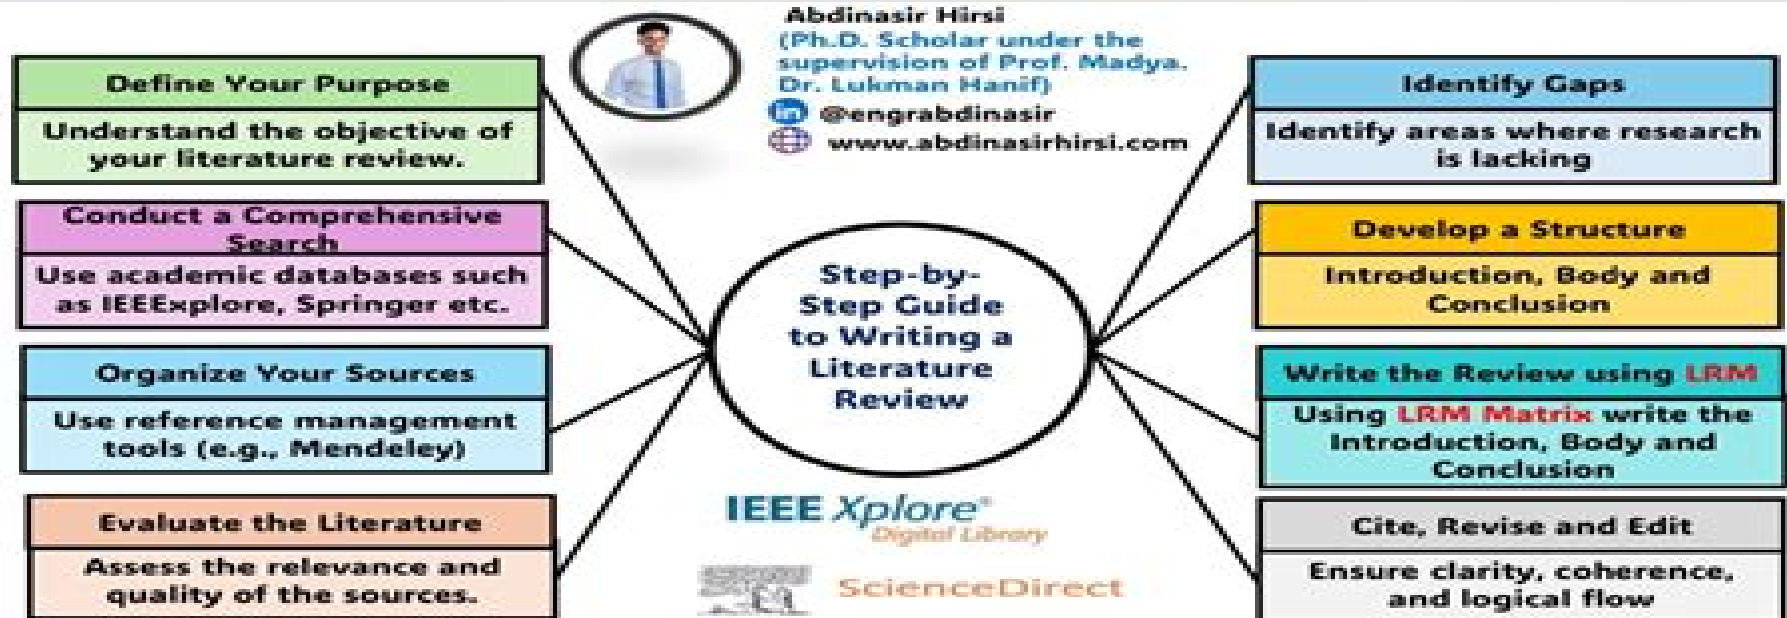 Abdinasir Hirsi
(Ph.D. Scholar under the
supervision of Prof. Madya.
Dr. Lukman Hanif)
in @engrabdinasir
www.abdinasirhirsi.com
Define Your Purpose
Understand the objective of
your literature review.
Conduct a Comprehensive
Search
Use academic databases such
as IEEExplore, Springer etc.
Organize Your Sources
Use reference management
tools (e.g., Mendeley)
Evaluate the Literature
Assess the relevance and
quality of the sources.
Step-by-
Step Guide
to Writing a
Literature
Review
IEEE Xplore®
Digital Library
ScienceDirect
Identify Gaps
Identify areas where research
is lacking
Develop a Structure
Introduction, Body and
Conclusion
Write the Review using LRM
Using LRM Matrix write the
Introduction, Body and
Conclusion
Cite, Revise and Edit
Ensure clarity, coherence,
and logical flow